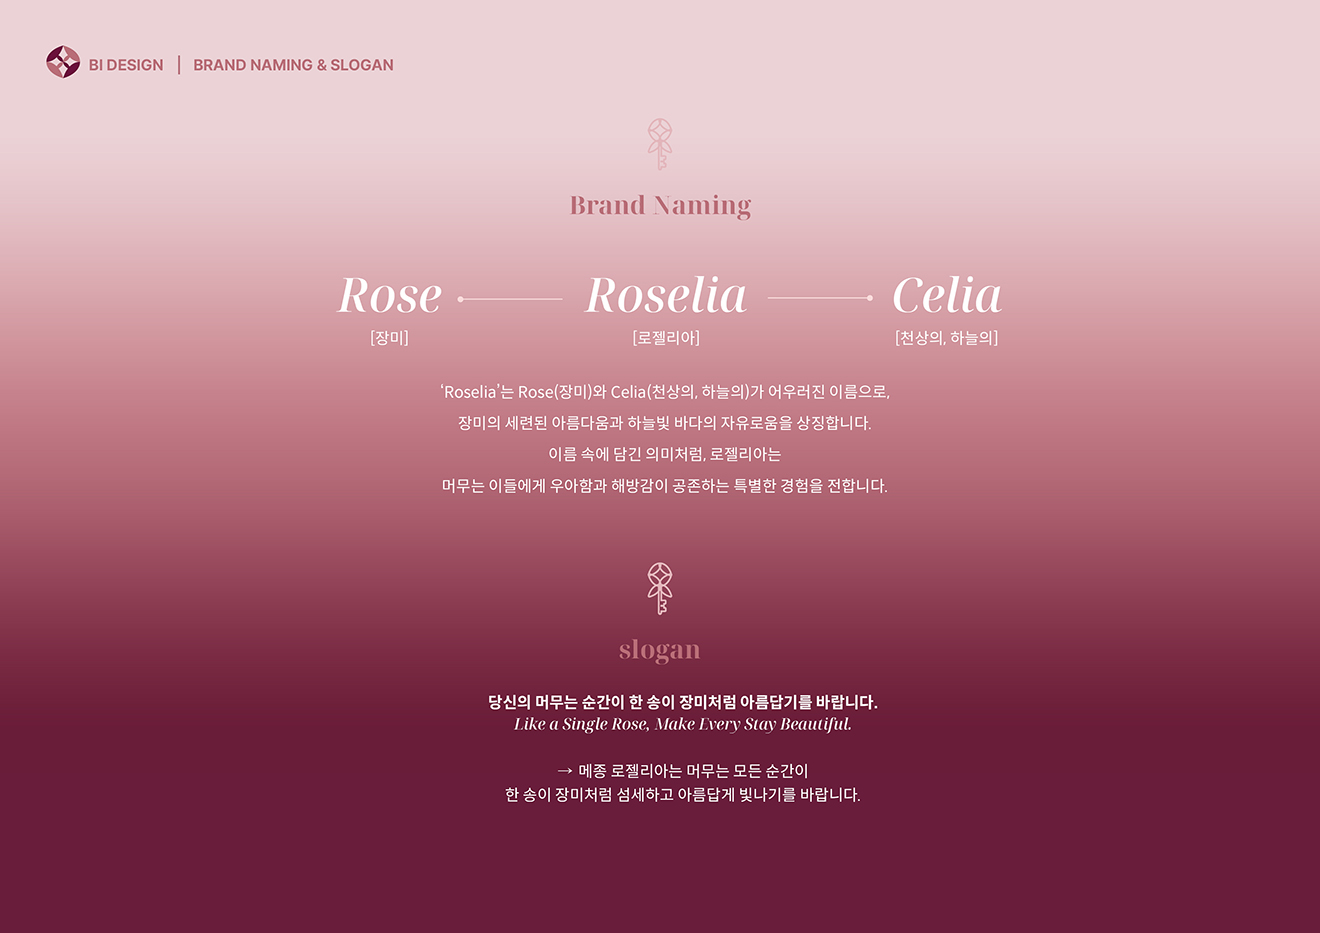 BI DESIGN | BRAND NAMING & SLOGAN
Brand Naming
Rose Roselia Celia
[장미] [로젤리아] [천상의, 하늘의]
‘Roselia’는 Rose(장미)와 Celia(천상의, 하늘의)가 어우러진 이름으로,
장미의 세련된 아름다움과 하늘빛 바다의 자유로움을 상징합니다.
이름 속에 담긴 의미처럼, 로젤리아는
머무는 이들에게 우아함과 해방감이 공존하는 특별한 경험을 전합니다.
slogan
당신의 머무는 순간이 한 송이 장미처럼 아름답기를 바랍니다.
Like a Single Rose, Make Every Stay Beautiful.
→ 메종 로젤리아는 머무는 모든 순간이
한 송이 장미처럼 섬세하고 아름답게 빛나기를 바랍니다.